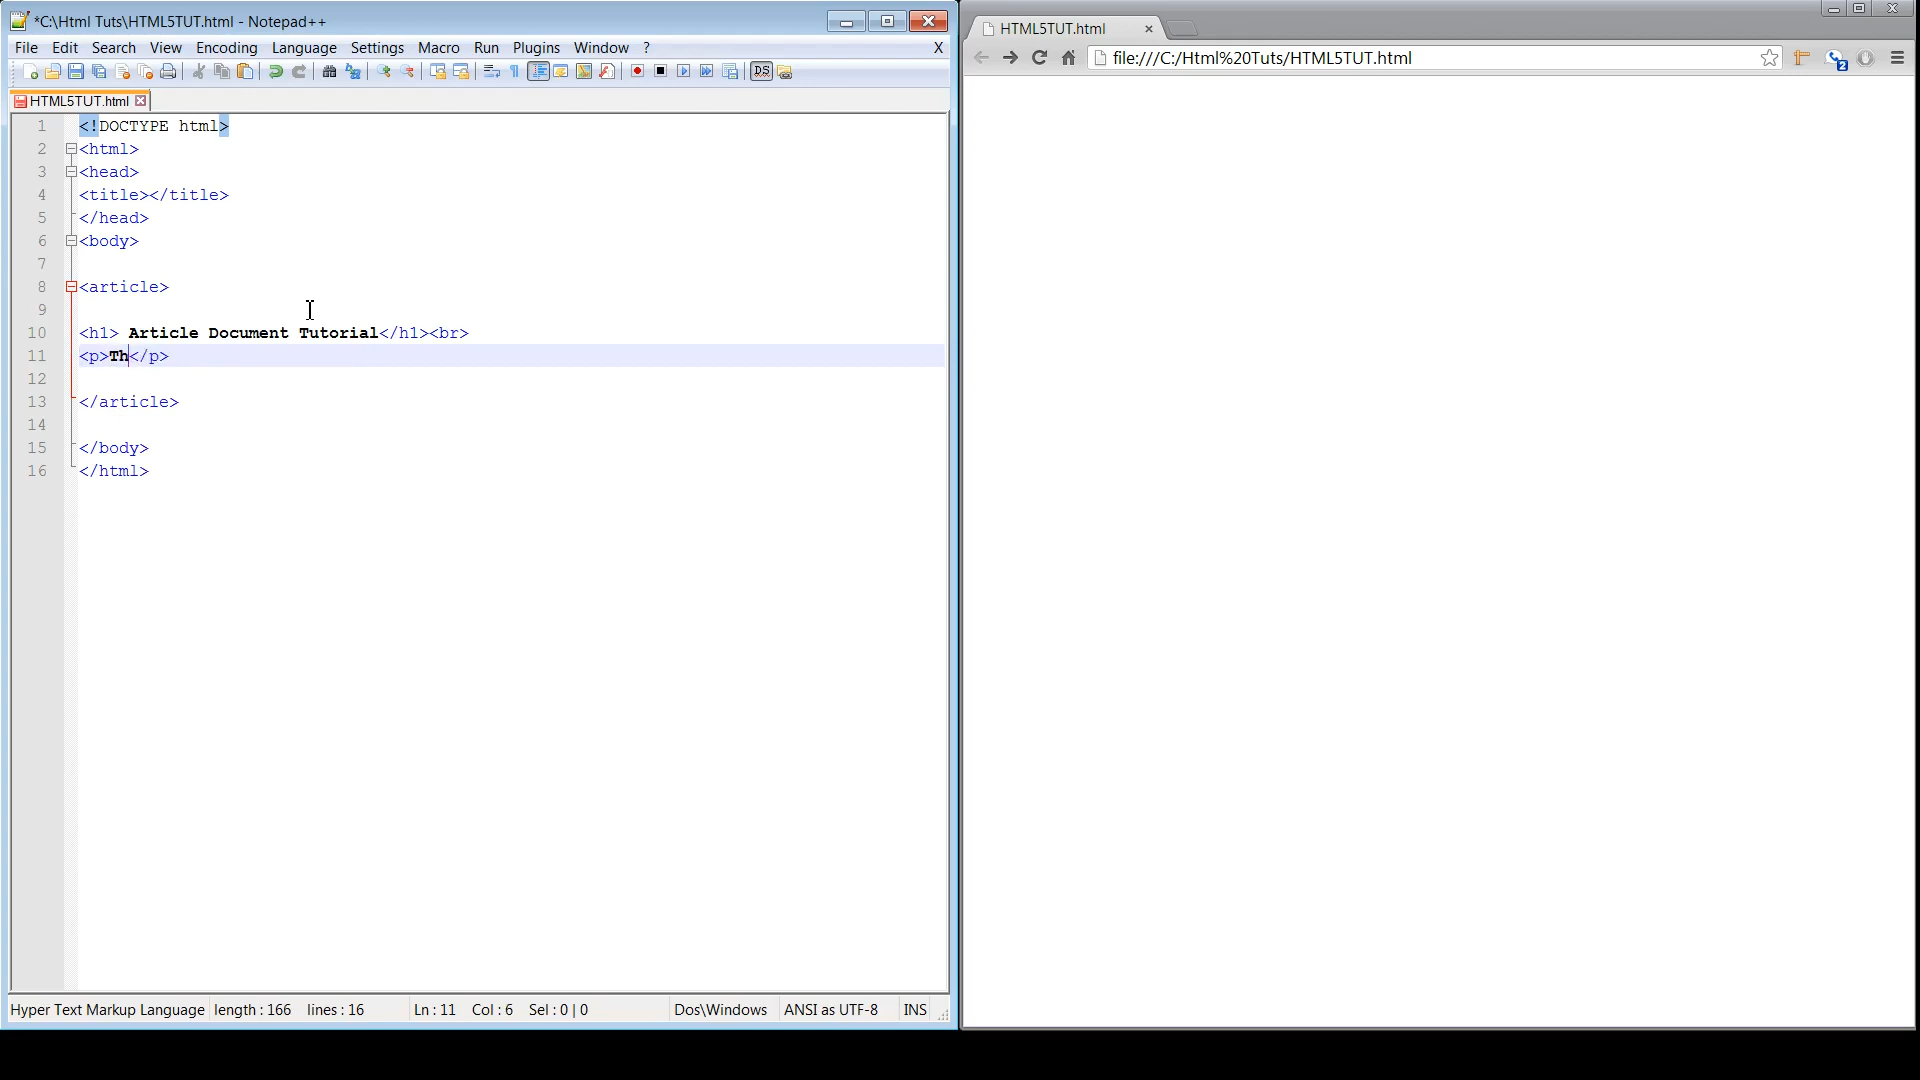 *C:\Html Tuts\HTML5TUT.html - Notepad++
File Edit Search View Encoding Language Settings Macro Run Plugins Window ? X
HTML5TUT.html
1 <!DOCTYPE html>
2 <html>
3 <head>
4 <title></title>
5 </head>
6 <body>
7
8 <article>
9
10 <h1> Article Document Tutorial</h1><br>
11 <p>Th</p>
12
13 </article>
14
15 </body>
16 </html>
Hyper Text Markup Language length : 166 lines : 16 Ln : 11 Col : 6 Sel : 0 | 0 Dos\Windows ANSI as UTF-8 INS
HTML5TUT.html
file:///C:/Html%20Tuts/HTML5TUT.html
2